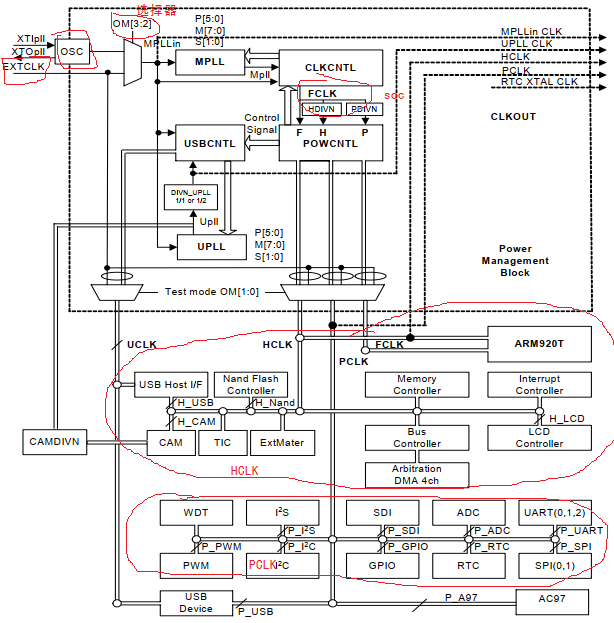 选择器
OM[3:2]
P[5:0]
M[7:0]
S[1:0]
XTIpll
XTOpll
OSC
EXTCLK
MPLLin
MPLL
Mpll
CLKCNTL
FCLK
HDIVN
PDIVN
soc
MPLLin CLK
UPLL CLK
HCLK
PCLK
RTC XTAL CLK
CLKOUT
Control
Signal
F H P
USBCNTL
POWCNTL
DIVN_UPLL
1/1 or 1/2
Upll
UPLL
P[5:0]
M[7:0]
S[1:0]
Power
Management
Block
Test mode OM[1:0]
UCLK
HCLK
FCLK
PCLK
ARM920T
USB Host I/F
Nand Flash
Controller
Memory
Controller
Interrupt
Controller
H_USB
H_Nand
H_CAM
H_LCD
CAMDIVN
CAM
TIC
ExtMater
Bus
Controller
LCD
Controller
Arbitration
DMA 4ch
HCLK
WDT
I²S
SDI
ADC
UART(0,1,2)
P_I²S
P_SDI
P_ADC
P_UART
P_PWM
P_I²C
P_GPIO
P_RTC
P_SPI
PWM
PCLK
I²C
GPIO
RTC
SPI(0,1)
USB
Device
P_USB
P_A97
AC97